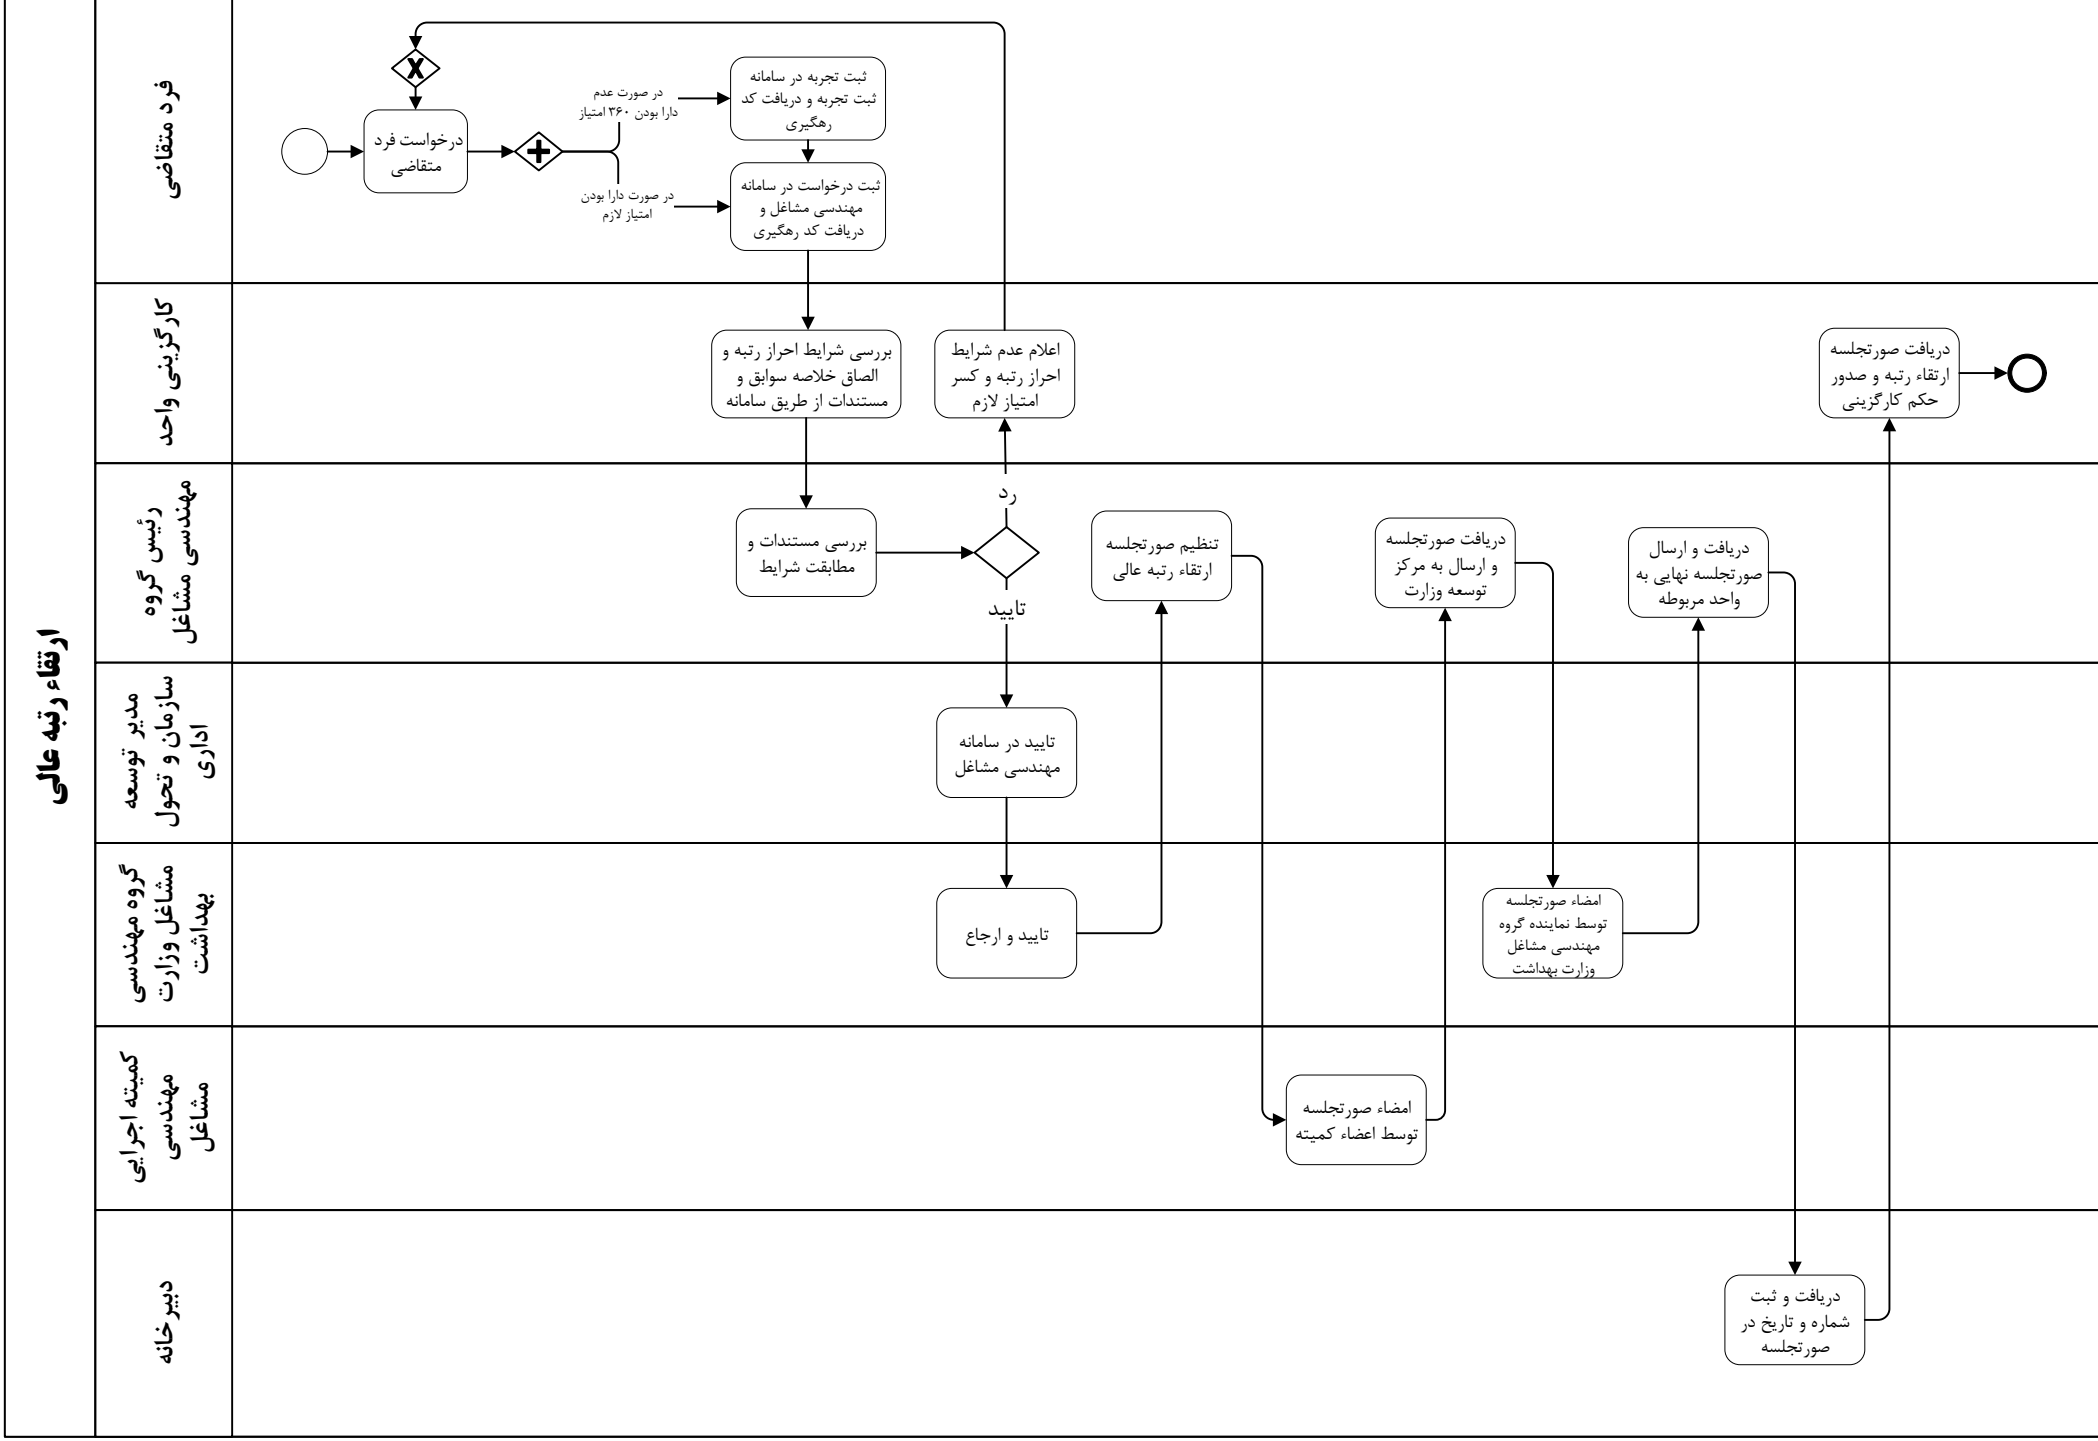 ارتقاء رتبه عالی
فرد متقاضی
درخواست فرد
متقاضی
در صورت عدم
دارا بودن ۳۶۰ امتیاز
در صورت دارا بودن
امتیاز لازم
ثبت تجربه در سامانه
ثبت تجربه و دریافت کد
رهگیری
ثبت درخواست در سامانه
مهندسی مشاغل و
دریافت کد رهگیری
کارگزینی واحد
بررسی شرایط احراز رتبه و
الصاق خلاصه سوابق و
مستندات از طریق سامانه
اعلام عدم شرایط
احراز رتبه و کسر
امتیاز لازم
دریافت صورتجلسه
ارتقاء رتبه و صدور
حکم کارگزینی
رئیس گروه
مهندسی مشاغل
بررسی مستندات و
مطابقت شرایط
رد
تایید
تنظیم صورتجلسه
ارتقاء رتبه عالی
دریافت صورتجلسه
و ارسال به مرکز
توسعه وزارت
دریافت و ارسال
صورتجلسه نهایی به
واحد مربوطه
مدیر توسعه
سازمان و تحول
اداری
تایید در سامانه
مهندسی مشاغل
گروه مهندسی
مشاغل وزارت
بهداشت
تایید و ارجاع
امضاء صورتجلسه
توسط نماینده گروه
مهندسی مشاغل
وزارت بهداشت
کمیته اجرایی
مهندسی
مشاغل
امضاء صورتجلسه
توسط اعضاء کمیته
دبیرخانه
دریافت و ثبت
شماره و تاریخ در
صورتجلسه